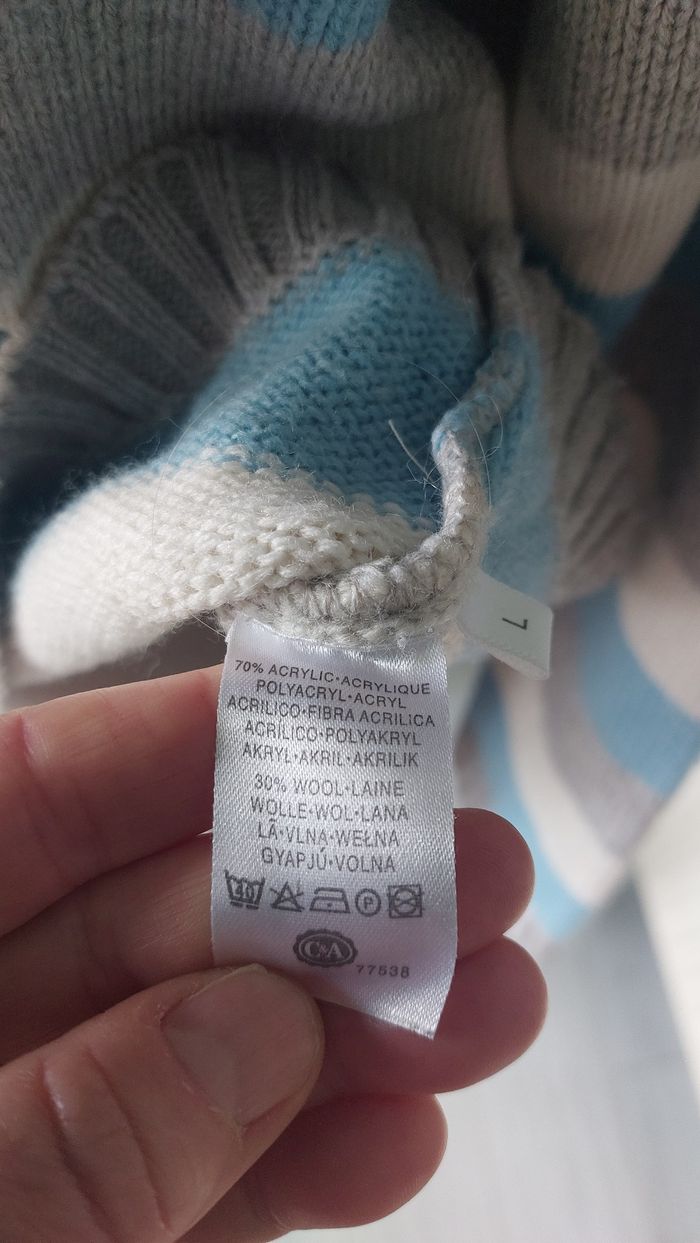 L
70% ACRYLIC·ACRYLIQUE
POLYACRYL·ACRYL
ACRILICO·FIBRA ACRILICA
ACRILICO·POLYAKRYL
AKRYL·AKRIL·AKRILIK
30% WOOL·LAINE
WOLLE·WOL·LANA
LÃ·VLNA·WEŁNA
GYAPJÚ·VOLNA
40 P
C&A
77538